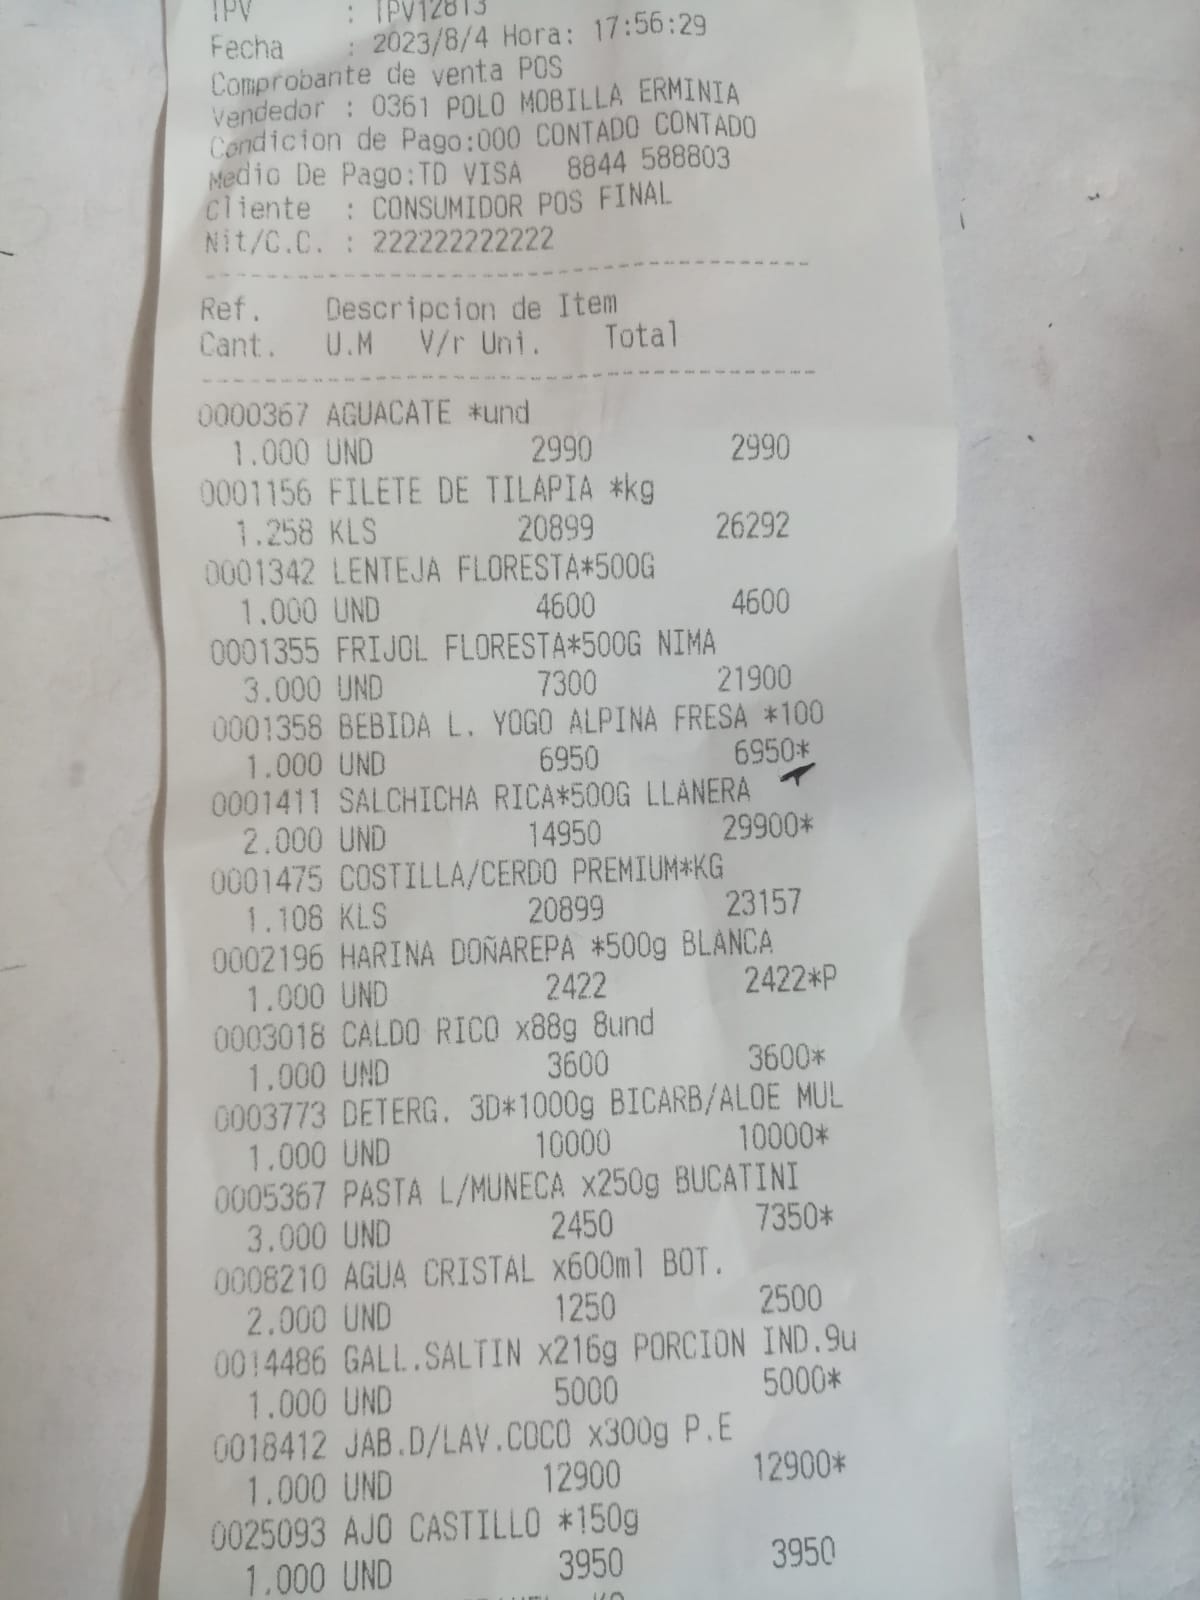 IPV : IPV12813
Fecha : 2023/8/4 Hora: 17:56:29
Comprobante de venta POS
Vendedor : 0361 POLO MOBILLA ERMINIA
Condicion de Pago:000 CONTADO CONTADO
Medio De Pago:TD VISA 8844 588803
Cliente : CONSUMIDOR POS FINAL
Nit/C.C. : 222222222222
Ref. Descripcion de Item
Cant. U.M V/r Uni. Total
0000367 AGUACATE *und
1.000 UND 2990 2990
0001156 FILETE DE TILAPIA *kg
1.258 KLS 20899 26292
0001342 LENTEJA FLORESTA*500G
1.000 UND 4600 4600
0001355 FRIJOL FLORESTA*500G NIMA
3.000 UND 7300 21900
0001358 BEBIDA L. YOGO ALPINA FRESA *100
1.000 UND 6950 6950*
0001411 SALCHICHA RICA*500G LLANERA
2.000 UND 14950 29900*
0001475 COSTILLA/CERDO PREMIUM*KG
1.108 KLS 20899 23157
0002196 HARINA DOÑAREPA *500g BLANCA
1.000 UND 2422 2422*P
0003018 CALDO RICO x88g 8und
1.000 UND 3600 3600*
0003773 DETERG. 3D*1000g BICARB/ALOE MUL
1.000 UND 10000 10000*
0005367 PASTA L/MUNECA x250g BUCATINI
3.000 UND 2450 7350*
0008210 AGUA CRISTAL x600ml BOT.
2.000 UND 1250 2500
0014486 GALL.SALTIN x216g PORCION IND.9u
1.000 UND 5000 5000*
0018412 JAB.D/LAV.COCO x300g P.E
1.000 UND 12900 12900*
0025093 AJO CASTILLO *150g
1.000 UND 3950 3950